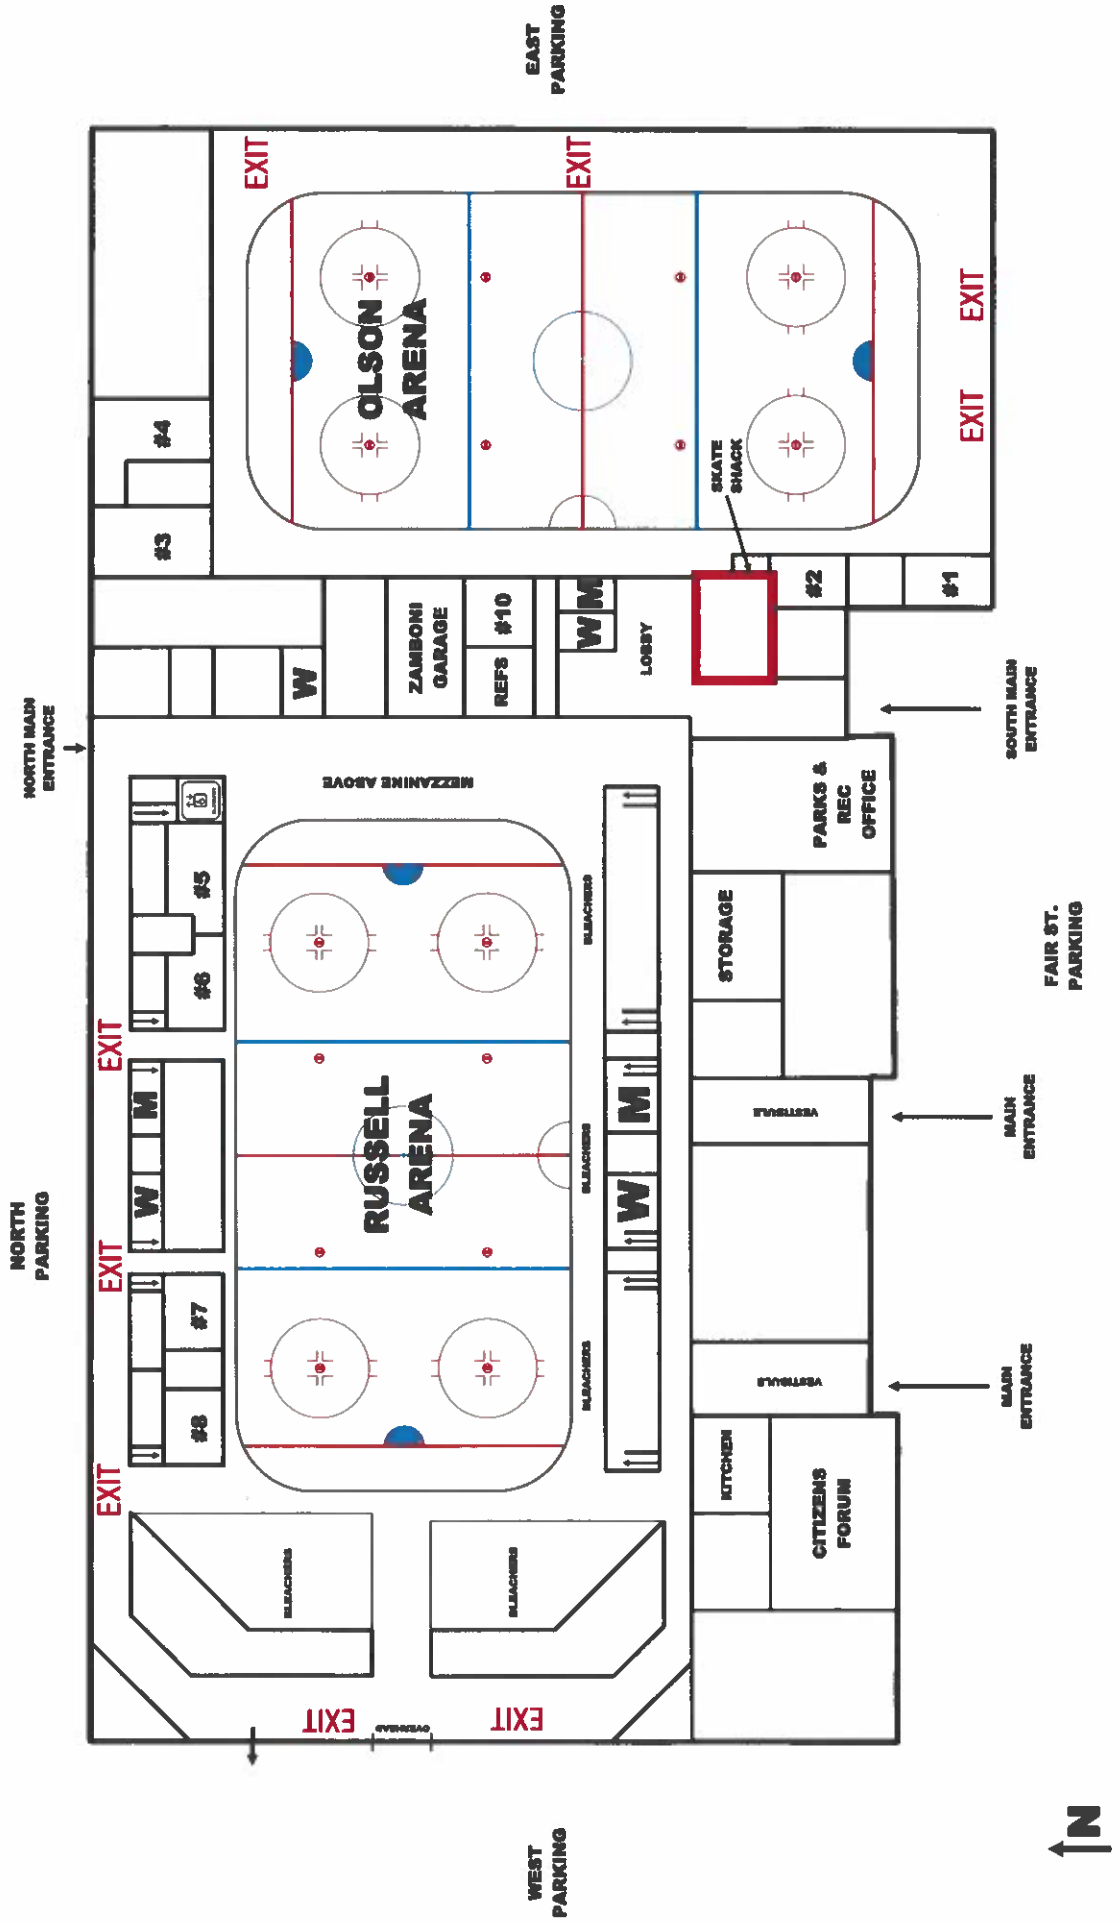 NORTH
PARKING
NORTH MAIN
ENTRANCE
WEST
PARKING
EAST
PARKING
EXIT
EXIT
EXIT
#8
#7
W
M
#6
#5
MEZZANINE ABOVE
BLEACHERS
BLEACHERS
EXIT
OVERHEAD
EXIT
RUSSELL
ARENA
BLEACHERS
BLEACHERS
BLEACHERS
W
M
W
ZAMBONI
GARAGE
REFS
#10
W
M
LOBBY
#3
#4
EXIT
EXIT
OLSON
ARENA
SKATE
SHACK
#2
#1
EXIT
EXIT
KITCHEN
CITIZENS
FORUM
VESTIBULE
VESTIBULE
STORAGE
PARKS &
REC
OFFICE
MAIN
ENTRANCE
MAIN
ENTRANCE
SOUTH MAIN
ENTRANCE
FAIR ST.
PARKING
N